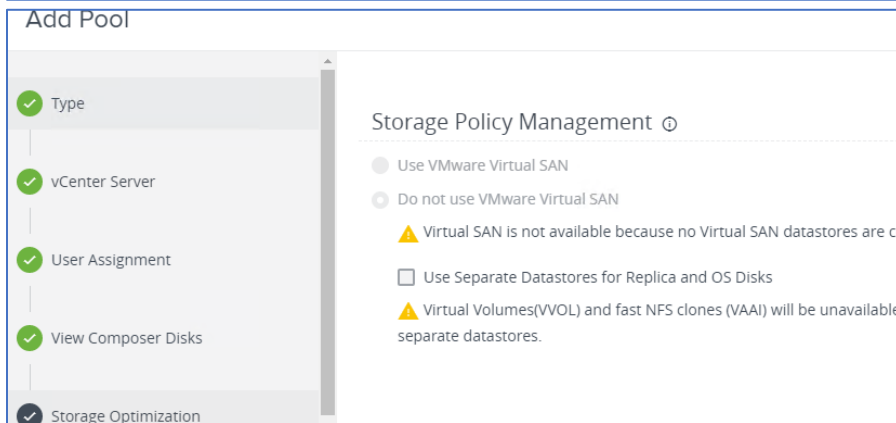 Add Pool
Type
vCenter Server
User Assignment
View Composer Disks
Storage Optimization
Storage Policy Management
Use VMware Virtual SAN
Do not use VMware Virtual SAN
Virtual SAN is not available because no Virtual SAN datastores are c
Use Separate Datastores for Replica and OS Disks
Virtual Volumes(VVOL) and fast NFS clones (VAAI) will be unavailable
separate datastores.